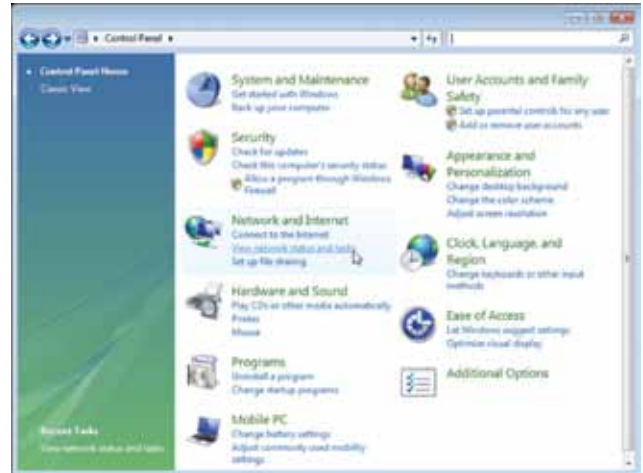 Control Panel
Control Panel Home
Classic View
System and Maintenance
Get started with Windows
Back up your computer
Security
Check for updates
Check this computer's security status
Allow a program through Windows
Firewall
Network and Internet
Connect to the Internet
View network status and tasks
Set up file sharing
Hardware and Sound
Play CDs or other media automatically
Printer
Mouse
Programs
Uninstall a program
Change startup programs
Mobile PC
Change battery settings
Adjust commonly used mobility
settings
User Accounts and Family
Safety
Set up parental controls for any user
Add or remove user accounts
Appearance and
Personalization
Change desktop background
Change the color scheme
Adjust screen resolution
Clock, Language, and
Region
Change keyboards or other input
methods
Ease of Access
Let Windows suggest settings
Optimize visual display
Additional Options
Recent Tasks
View network status and tasks